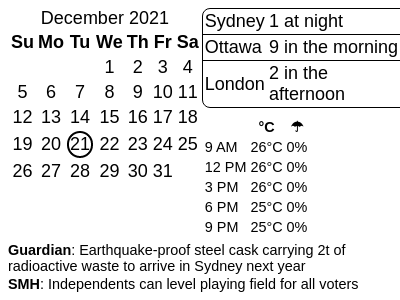 December 2021
Su Mo Tu We Th Fr Sa
1 2 3 4
5 6 7 8 9 10 11
12 13 14 15 16 17 18
19 20 21 22 23 24 25
26 27 28 29 30 31
Sydney 1 at night
Ottawa 9 in the morning
London 2 in the
afternoon
°C ☂
9 AM 26°C 0%
12 PM 26°C 0%
3 PM 26°C 0%
6 PM 25°C 0%
9 PM 25°C 0%
Guardian: Earthquake-proof steel cask carrying 2t of
radioactive waste to arrive in Sydney next year
SMH: Independents can level playing field for all voters